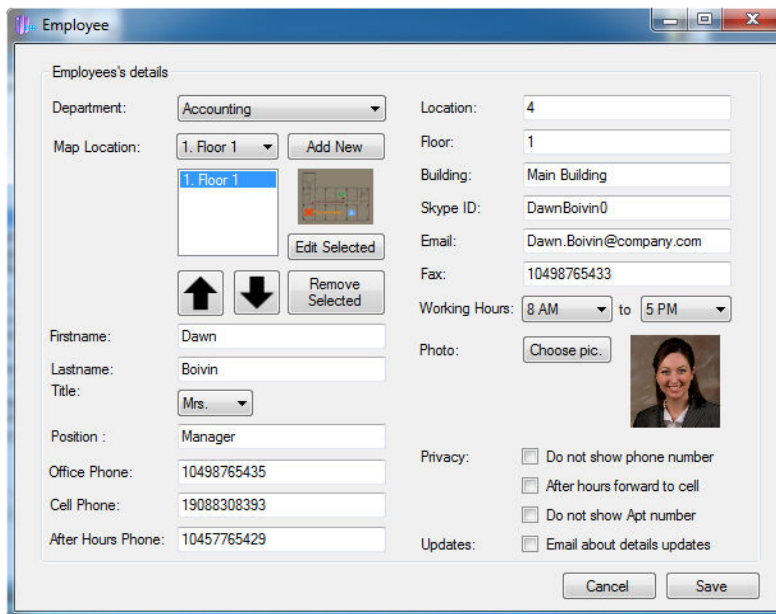 Employee
Employees's details
Department: Accounting
Map Location: 1. Floor 1 Add New
1. Floor 1
Edit Selected
Remove
Selected
Firstname: Dawn
Lastname: Boivin
Title: Mrs.
Position : Manager
Office Phone: 10498765435
Cell Phone: 19088308393
After Hours Phone: 10457765429
Location: 4
Floor: 1
Building: Main Building
Skype ID: DawnBoivin0
Email: Dawn.Boivin@company.com
Fax: 10498765433
Working Hours: 8 AM to 5 PM
Photo: Choose pic.
Privacy: Do not show phone number
After hours forward to cell
Do not show Apt number
Updates: Email about details updates
Cancel Save